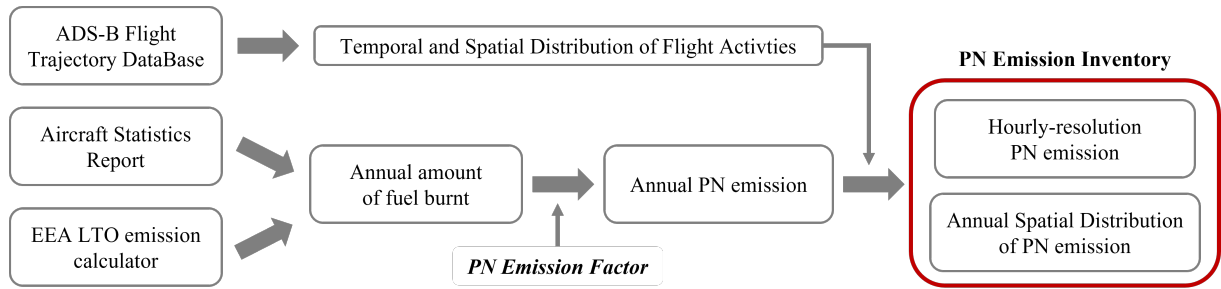 ADS-B Flight
Trajectory DataBase
Temporal and Spatial Distribution of Flight Activties
PN Emission Inventory
Aircraft Statistics
Report
Hourly-resolution
PN emission
Annual amount
of fuel burnt
Annual PN emission
EEA LTO emission
calculator
Annual Spatial Distribution
of PN emission
PN Emission Factor